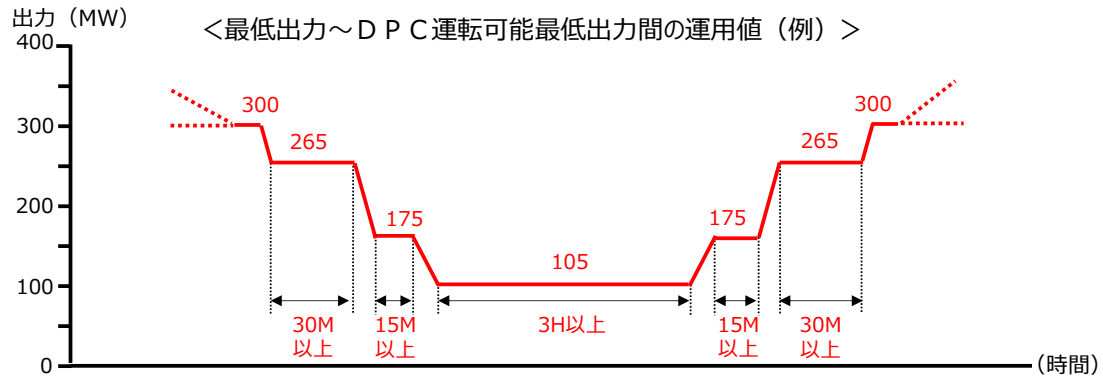 出力（MW）
＜最低出力～ＤＰＣ運転可能最低出力間の運用値（例）＞
400
300
200
100
0
300
265
175
105
175
265
300
30M
以上
15M
以上
3H以上
15M
以上
30M
以上
（時間）